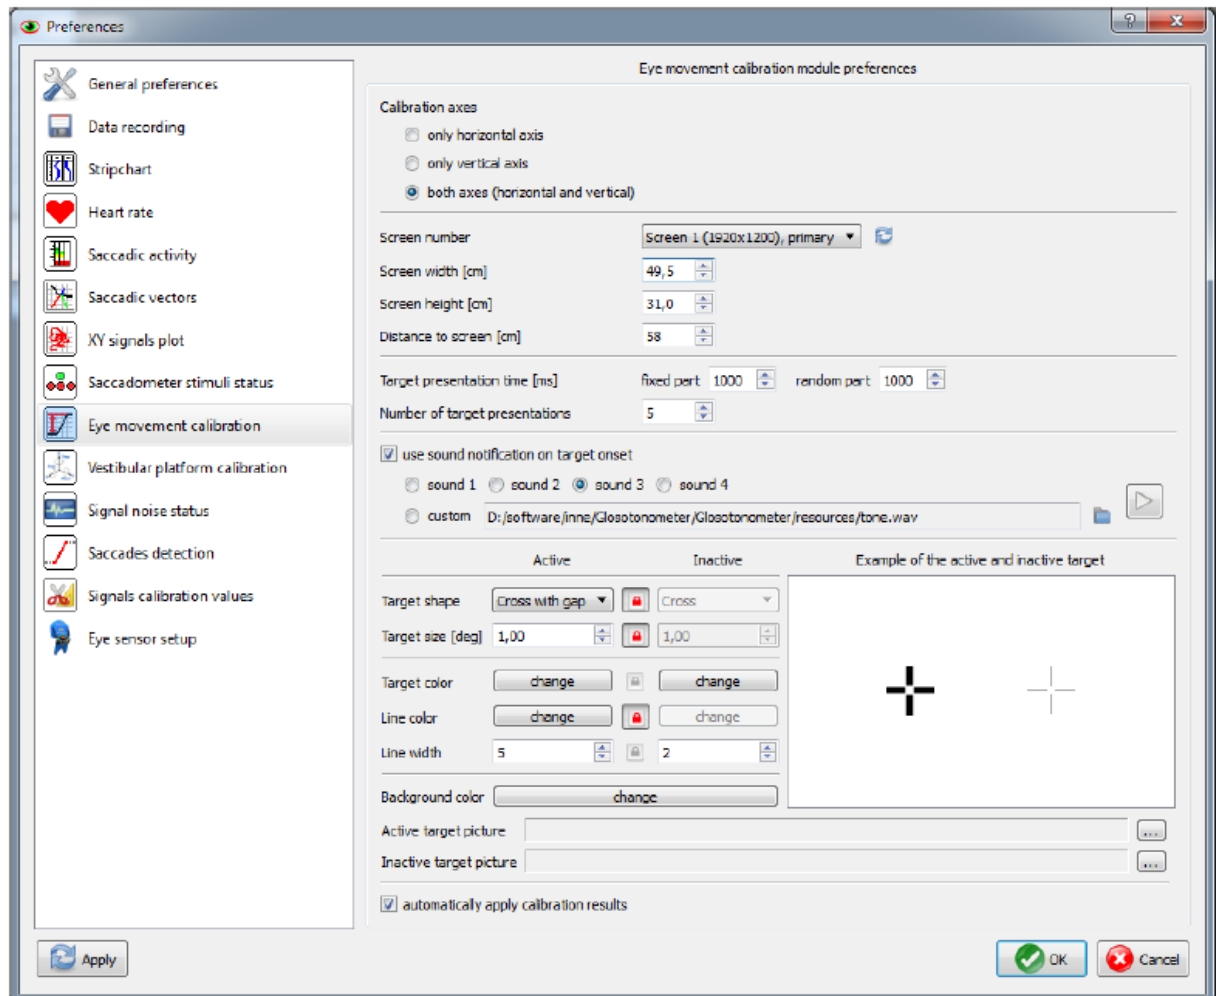 Preferences
General preferences
Data recording
Stripchart
Heart rate
Saccadic activity
Saccadic vectors
XY signals plot
Saccadometer stimuli status
Eye movement calibration
Vestibular platform calibration
Signal noise status
Saccades detection
Signals calibration values
Eye sensor setup
Eye movement calibration module preferences
Calibration axes
only horizontal axis
only vertical axis
both axes (horizontal and vertical)
Screen number Screen 1 (1920x1200), primary
Screen width [cm] 49,5
Screen height [cm] 31,0
Distance to screen [cm] 58
Target presentation time [ms] fixed part 1000 random part 1000
Number of target presentations 5
use sound notification on target onset
sound 1 sound 2 sound 3 sound 4
custom D:/software/inne/Glosotonometer/Glosotonometer/resources/tone.wav
Active Inactive Example of the active and inactive target
Target shape Cross with gap Cross
Target size [deg] 1,00 1,00
Target color change change
Line color change change
Line width 5 2
Background color change
Active target picture ...
Inactive target picture ...
automatically apply calibration results
Apply OK Cancel